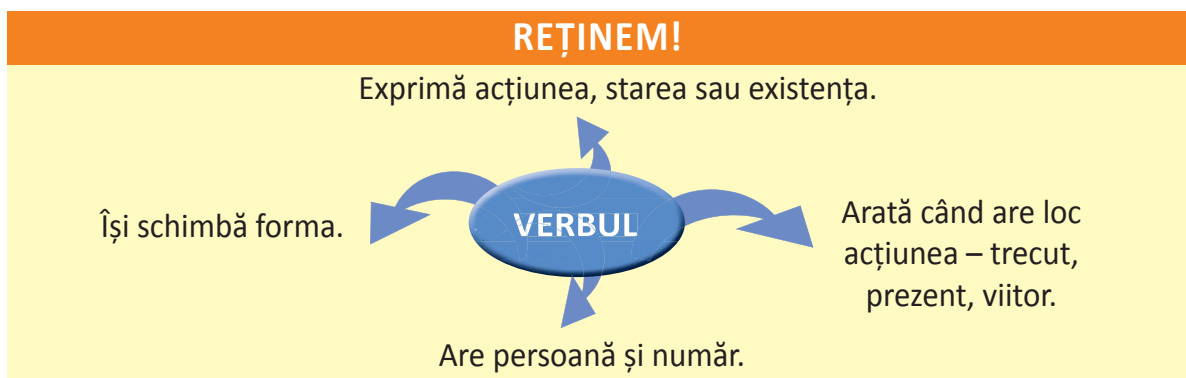 REȚINEM!
Exprimă acțiunea, starea sau existența.
Își schimbă forma.
VERBUL
Arată când are loc
acțiunea – trecut,
prezent, viitor.
Are persoană și număr.